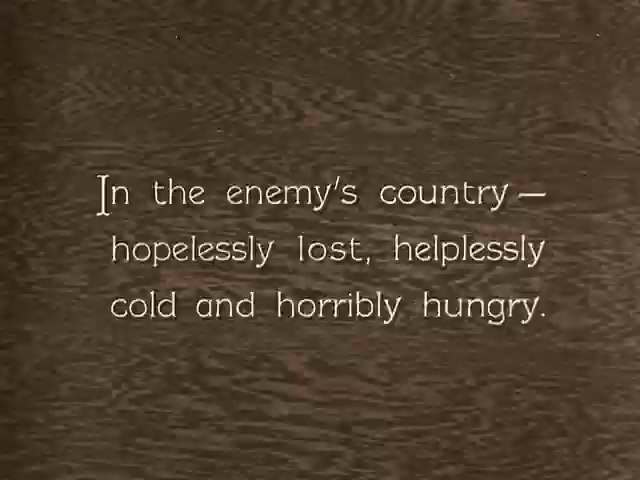 In the enemy's country —
hopelessly lost, helplessly
cold and horribly hungry.